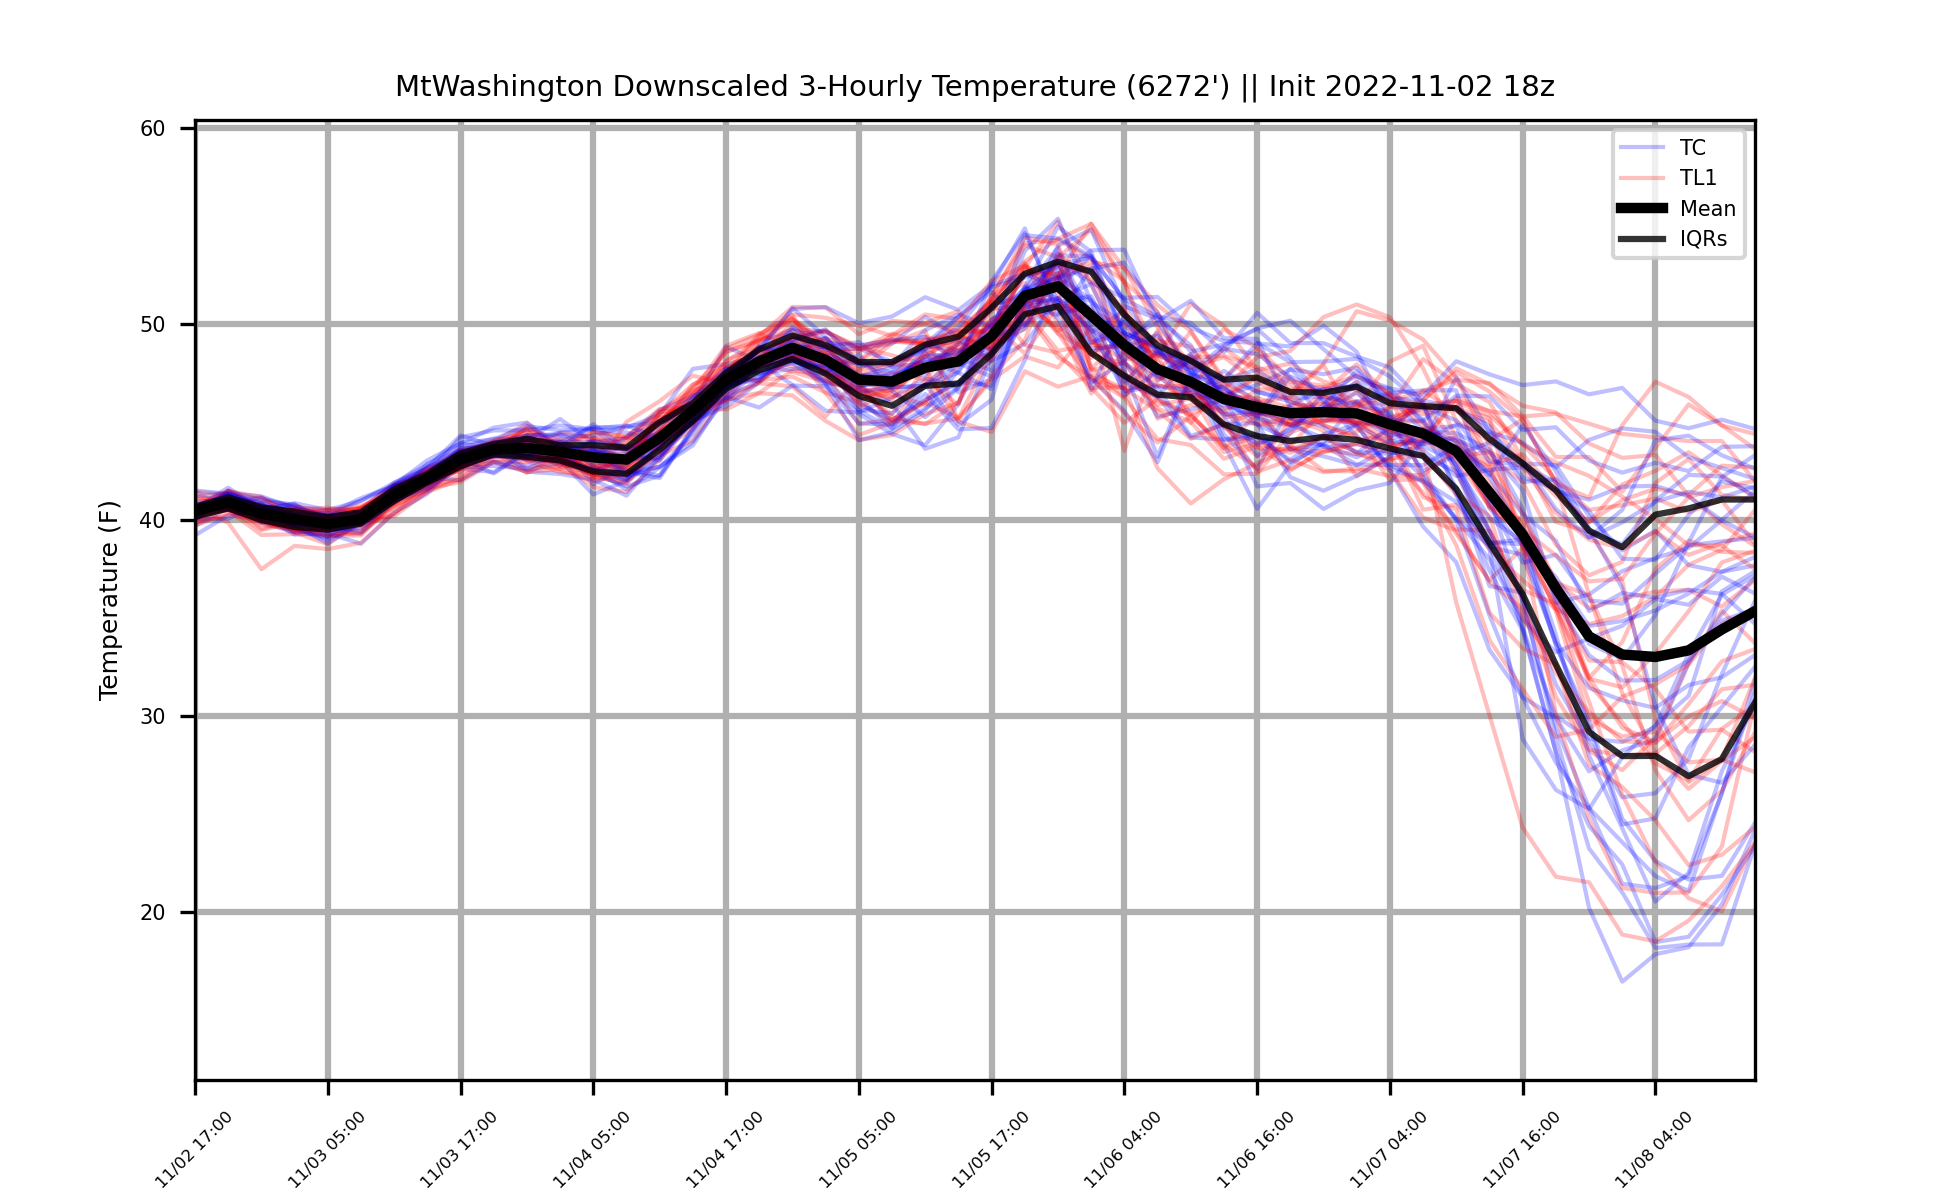 MtWashington Downscaled 3-Hourly Temperature (6272') || Init 2022-11-02 18z
TC
TL1
Mean
IQRs
Temperature (F)
60
50
40
30
20
11/02 17:00
11/03 05:00
11/03 17:00
11/04 05:00
11/04 17:00
11/05 05:00
11/05 17:00
11/06 04:00
11/06 16:00
11/07 04:00
11/07 16:00
11/08 04:00